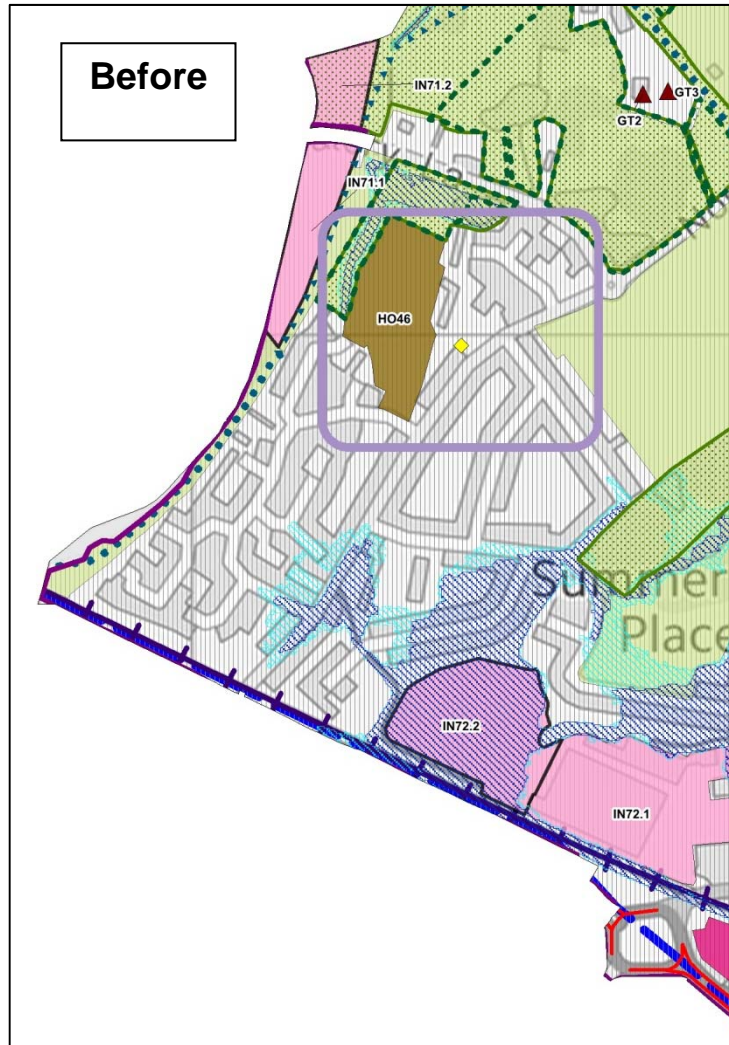 Before
IN71.2
GT3
GT2
IN71.1
HO46
Summer
Place
IN72.2
IN72.1